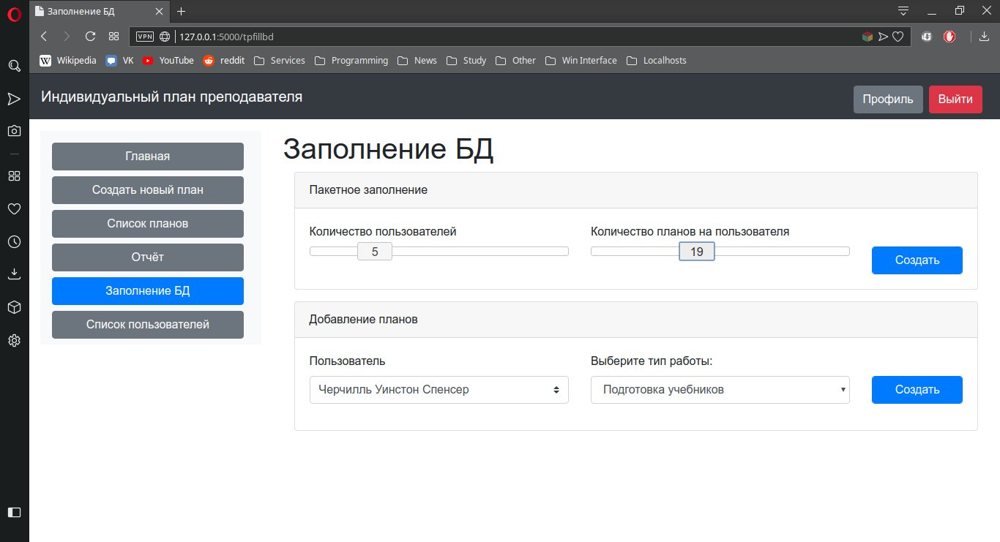 Заполнение БД
VPN 127.0.0.1:5000/tpfillbd
W Wikipedia VK YouTube reddit Services Programming News Study Other Win Interface Localhosts
Индивидуальный план преподавателя
Профиль Выйти
Главная
Создать новый план
Список планов
Отчёт
Заполнение БД
Список пользователей
Заполнение БД
Пакетное заполнение
Количество пользователей Количество планов на пользователя
5 19 Создать
Добавление планов
Пользователь Выберите тип работы:
Черчилль Уинстон Спенсер Подготовка учебников Создать